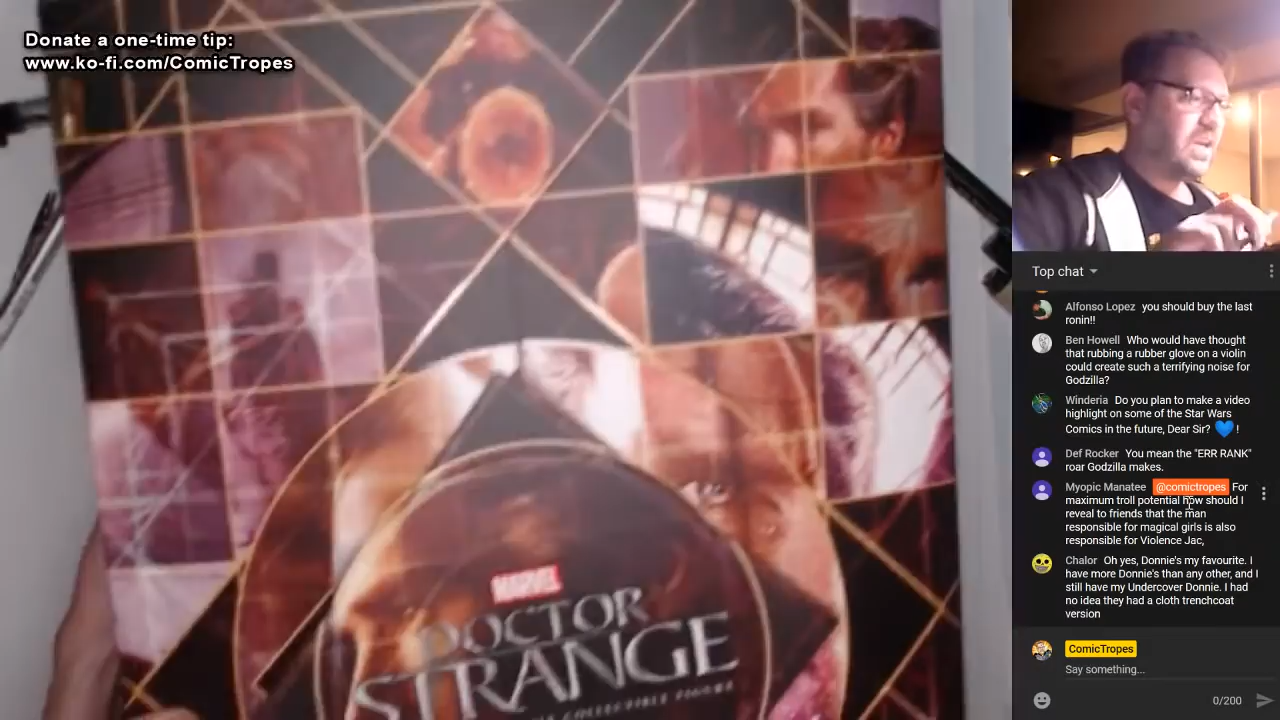 Donate a one-time tip:
www.ko-fi.com/ComicTropes
MARVEL
DOCTOR
STRANGE
COLLECTIBLE FIGURE
Top chat
Alfonso Lopez you should buy the last
ronin!!
Ben Howell Who would have thought
that rubbing a rubber glove on a violin
could create such a terrifying noise for
Godzilla?
Winderia Do you plan to make a video
highlight on some of the Star Wars
Comics in the future, Dear Sir? 💙 !
Def Rocker You mean the "ERR RANK"
roar Godzilla makes.
Myopic Manatee @comictropes For
maximum troll potential how should I
reveal to friends that the man
responsible for magical girls is also
responsible for Violence Jac,
Chalor Oh yes, Donnie's my favourite. I
have more Donnie's than any other, and I
still have my Undercover Donnie. I had
no idea they had a cloth trenchcoat
version
ComicTropes
Say something...
0/200